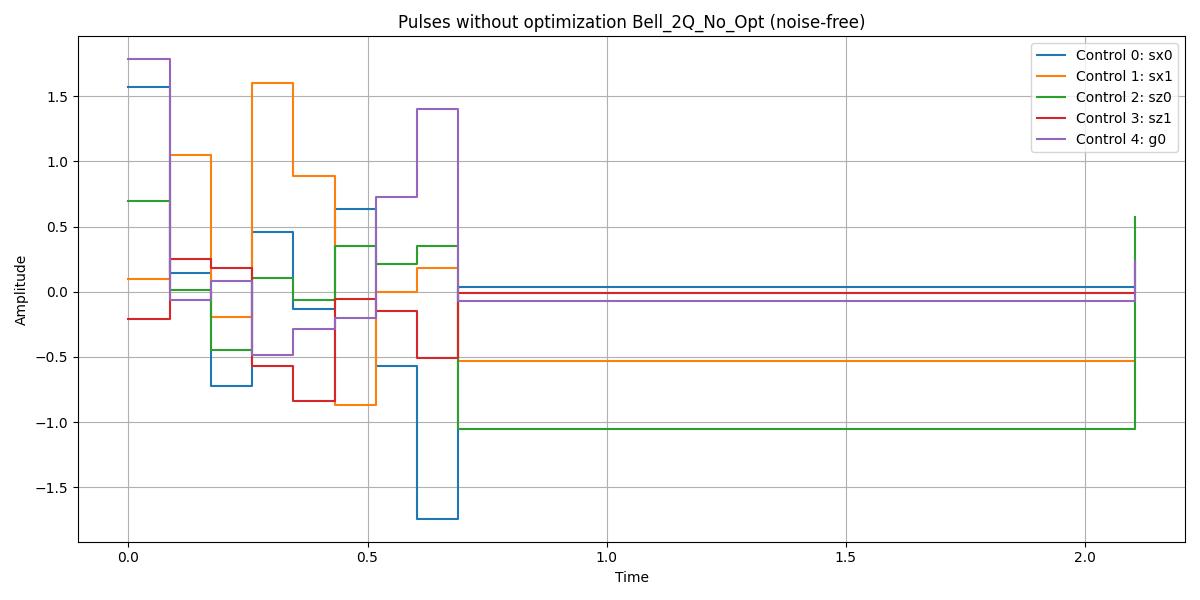 Pulses without optimization Bell_2Q_No_Opt (noise-free)
Control 0: sx0
Control 1: sx1
Control 2: sz0
Control 3: sz1
Control 4: g0
Amplitude
1.5
1.0
0.5
0.0
−0.5
−1.0
−1.5
0.0 0.5 1.0 1.5 2.0
Time